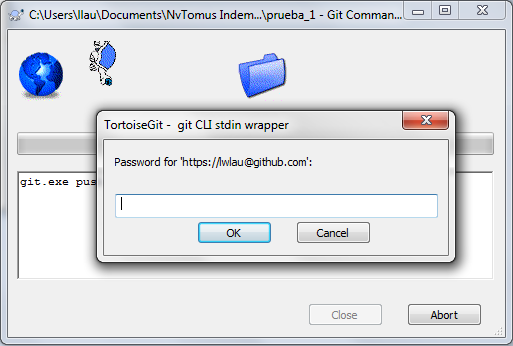 C:\Users\llau\Documents\NvTomus Indem...\prueba_1 - Git Comman...
TortoiseGit - git CLI stdin wrapper
Password for 'https://lwlau@github.com':
git.exe pus
OK
Cancel
Close
Abort